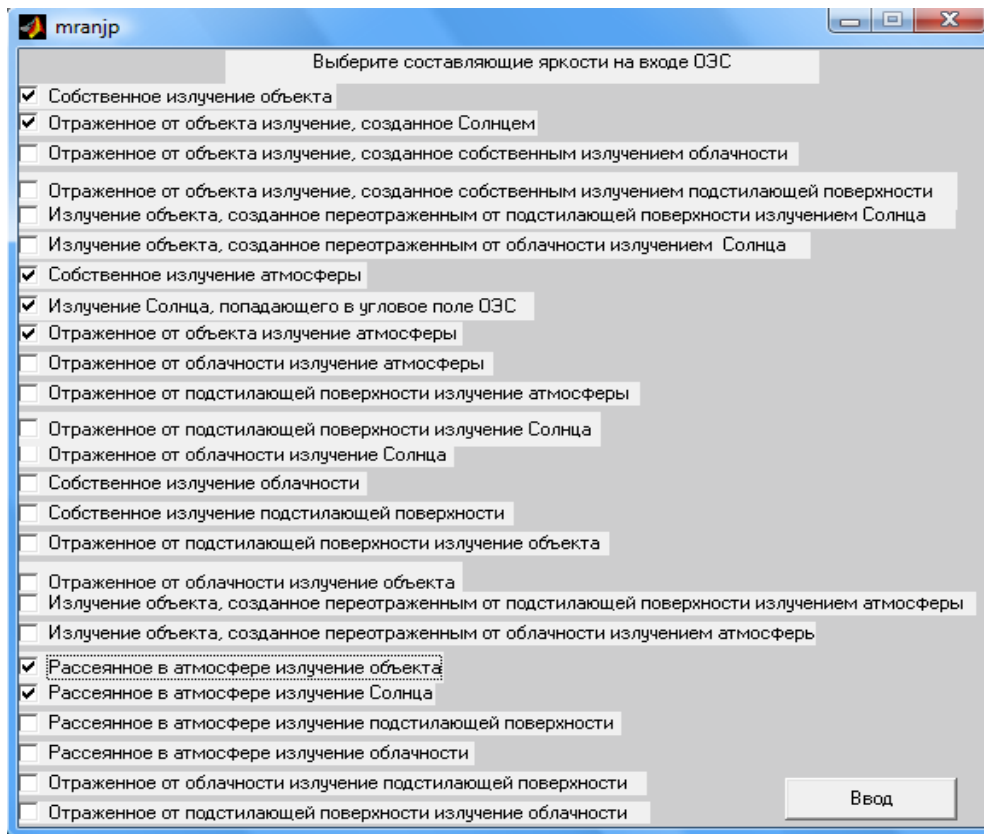 mranjp
Выберите составляющие яркости на входе ОЭС
Собственное излучение объекта
Отраженное от объекта излучение, созданное Солнцем
Отраженное от объекта излучение, созданное собственным излучением облачности
Отраженное от объекта излучение, созданное собственным излучением подстилающей поверхности
Излучение объекта, созданное переотраженным от подстилающей поверхности излучением Солнца
Излучение объекта, созданное переотраженным от облачности излучением Солнца
Собственное излучение атмосферы
Излучение Солнца, попадающего в угловое поле ОЭС
Отраженное от объекта излучение атмосферы
Отраженное от облачности излучение атмосферы
Отраженное от подстилающей поверхности излучение атмосферы
Отраженное от подстилающей поверхности излучение Солнца
Отраженное от облачности излучение Солнца
Собственное излучение облачности
Собственное излучение подстилающей поверхности
Отраженное от подстилающей поверхности излучение объекта
Отраженное от облачности излучение объекта
Излучение объекта, созданное переотраженным от подстилающей поверхности излучением атмосферы
Излучение объекта, созданное переотраженным от облачности излучением атмосферь
Рассеянное в атмосфере излучение объекта
Рассеянное в атмосфере излучение Солнца
Рассеянное в атмосфере излучение подстилающей поверхности
Рассеянное в атмосфере излучение облачности
Отраженное от облачности излучение подстилающей поверхности
Отраженное от подстилающей поверхности излучение облачности
Ввод